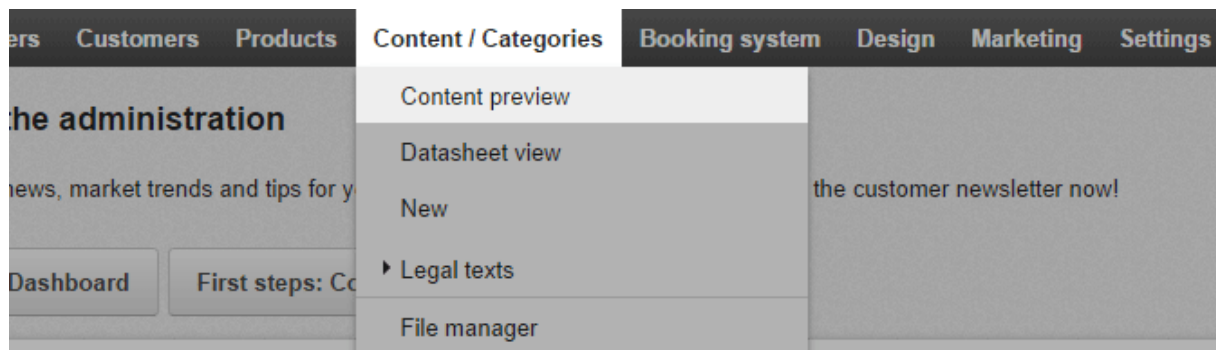 ers Customers Products Content / Categories Booking system Design Marketing Settings
Content preview
the administration
Datasheet view
news, market trends and tips for y the customer newsletter now!
New
Legal texts
Dashboard First steps: Co
File manager